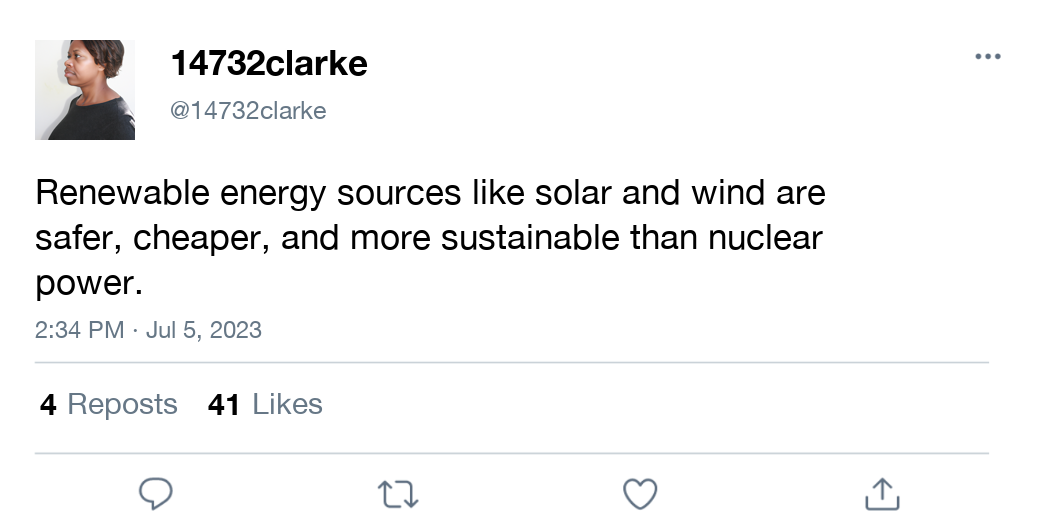 14732clarke
@14732clarke
Renewable energy sources like solar and wind are
safer, cheaper, and more sustainable than nuclear
power.
2:34 PM · Jul 5, 2023
4 Reposts 41 Likes